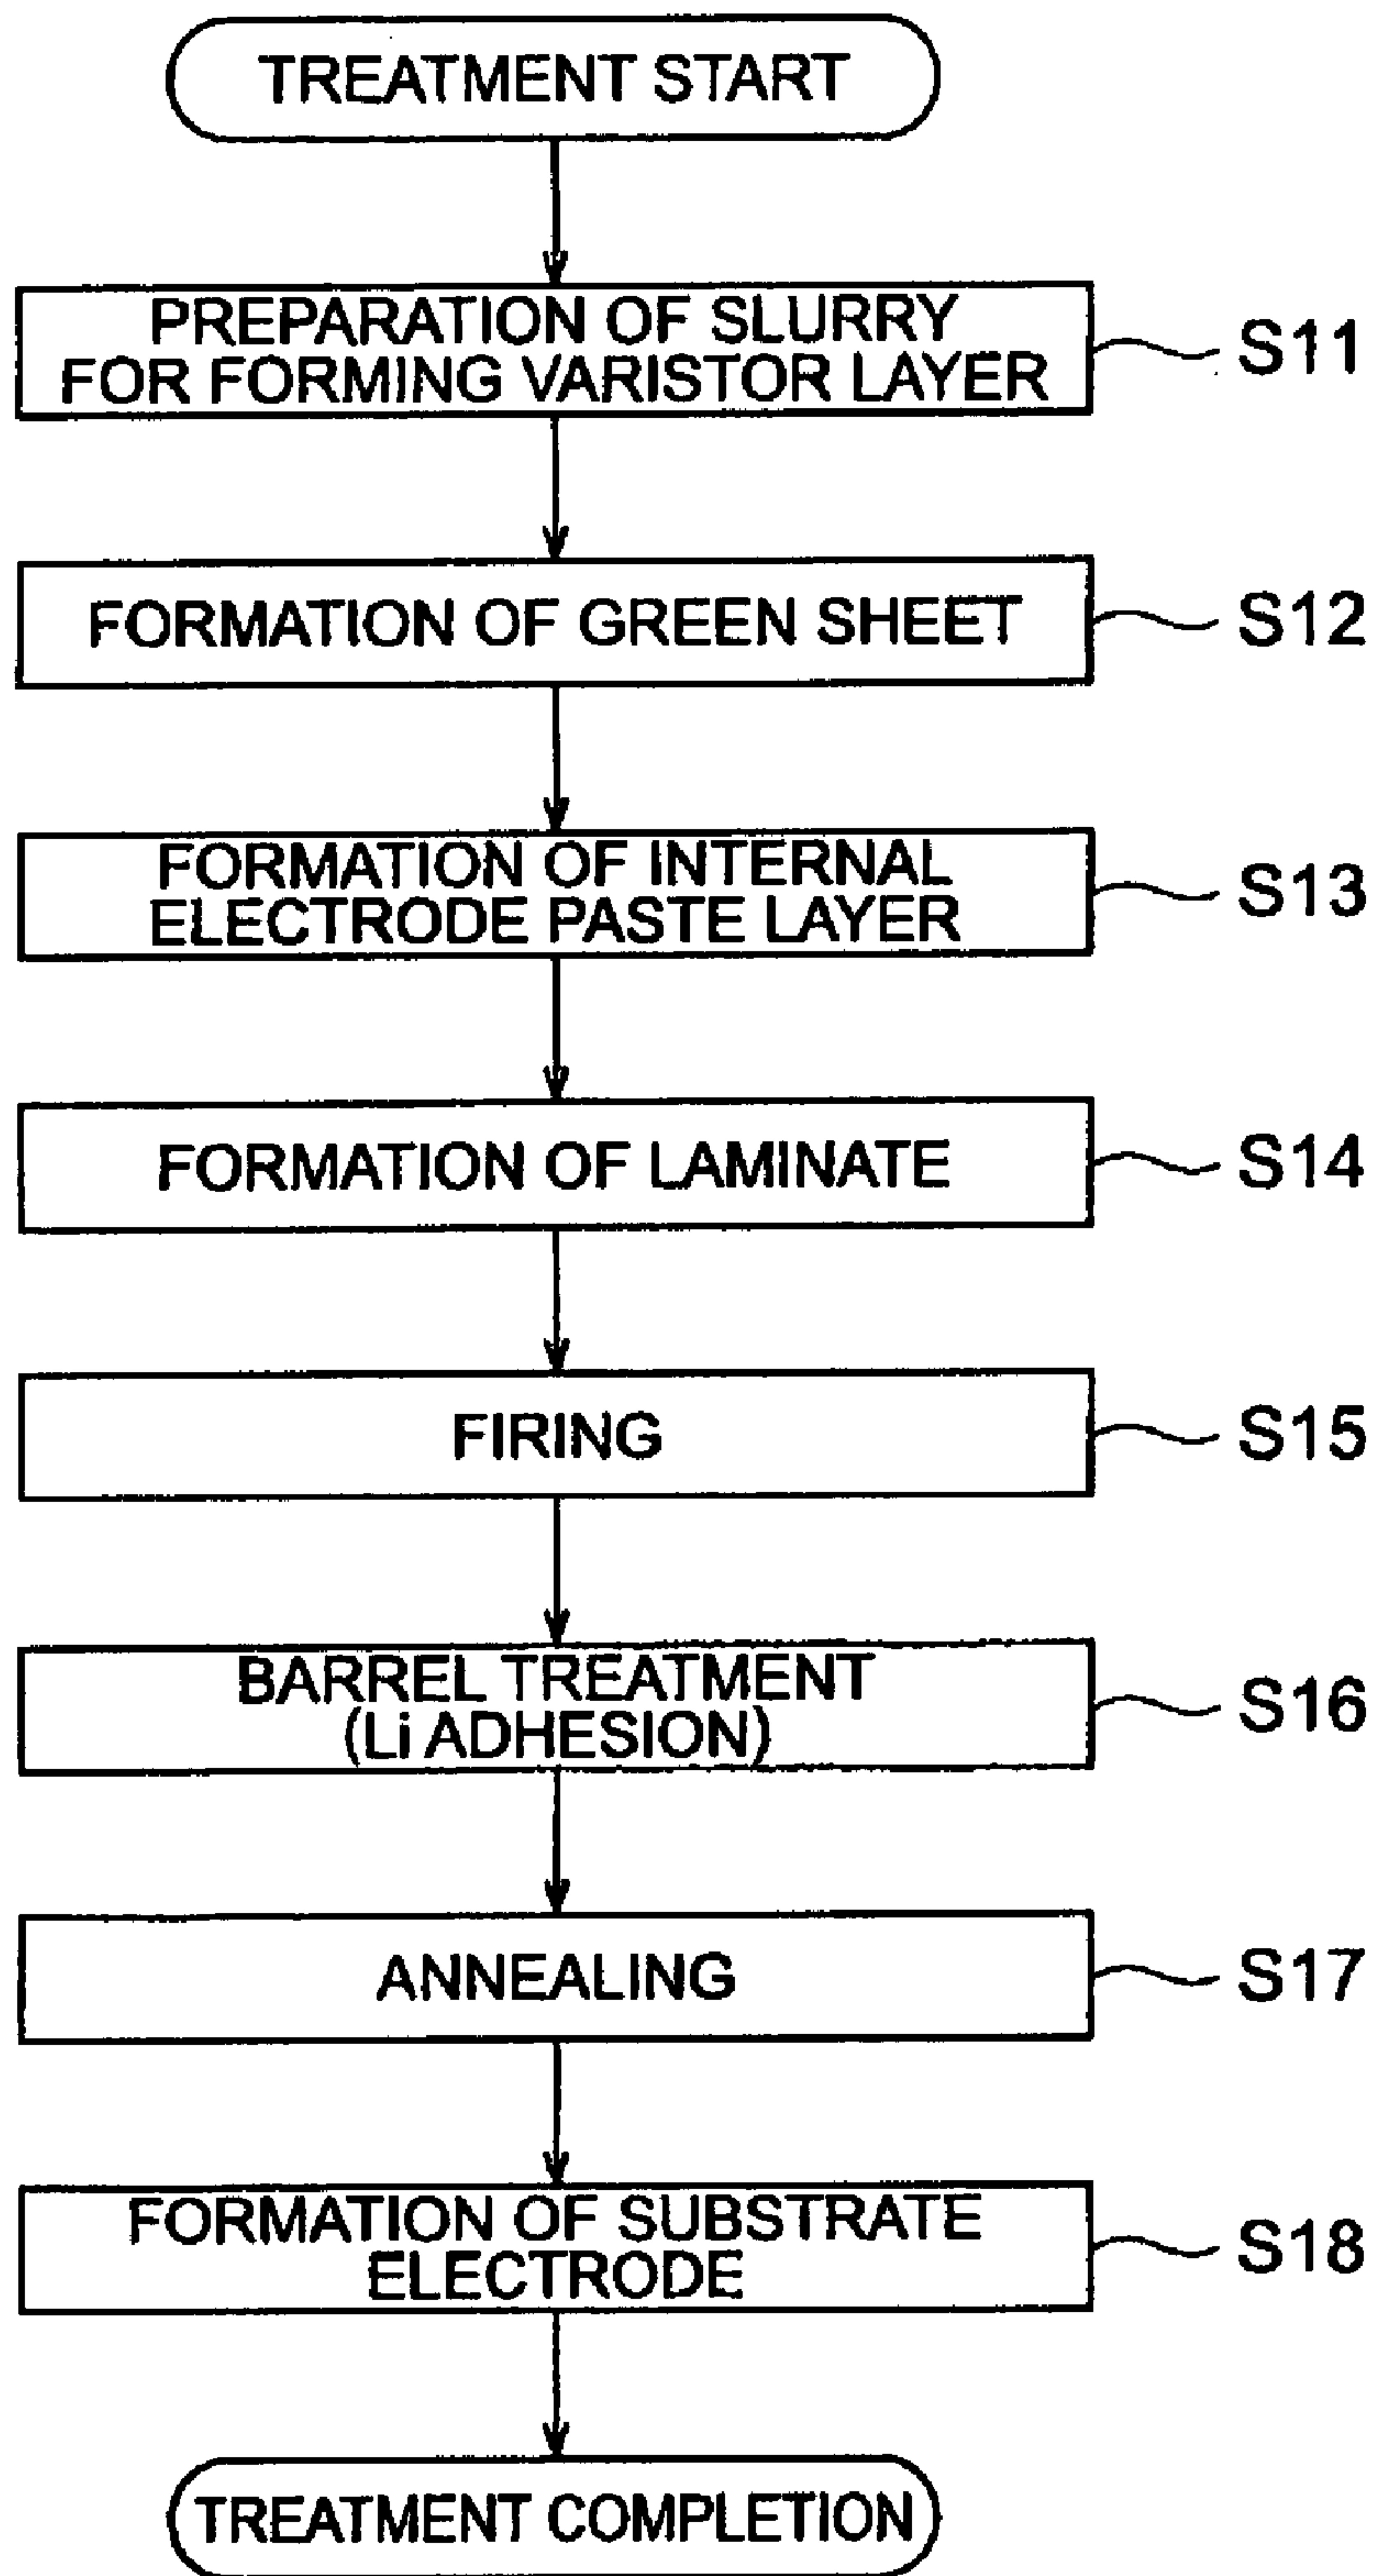 TREATMENT START
PREPARATION OF SLURRY
FOR FORMING VARISTOR LAYER
S11
FORMATION OF GREEN SHEET
S12
FORMATION OF INTERNAL
ELECTRODE PASTE LAYER
S13
FORMATION OF LAMINATE
S14
FIRING
S15
BARREL TREATMENT
(Li ADHESION)
S16
ANNEALING
S17
FORMATION OF SUBSTRATE
ELECTRODE
S18
TREATMENT COMPLETION